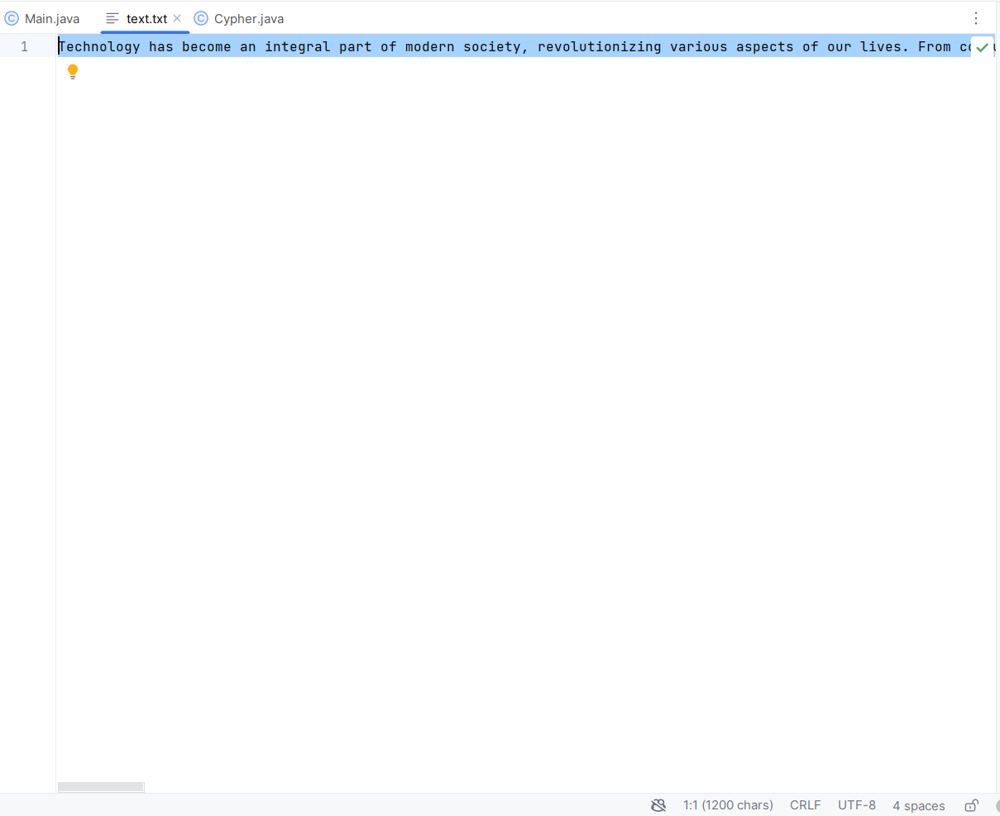 Main.java text.txt Cypher.java
1 Technology has become an integral part of modern society, revolutionizing various aspects of our lives. From
1:1 (1200 chars) CRLF UTF-8 4 spaces